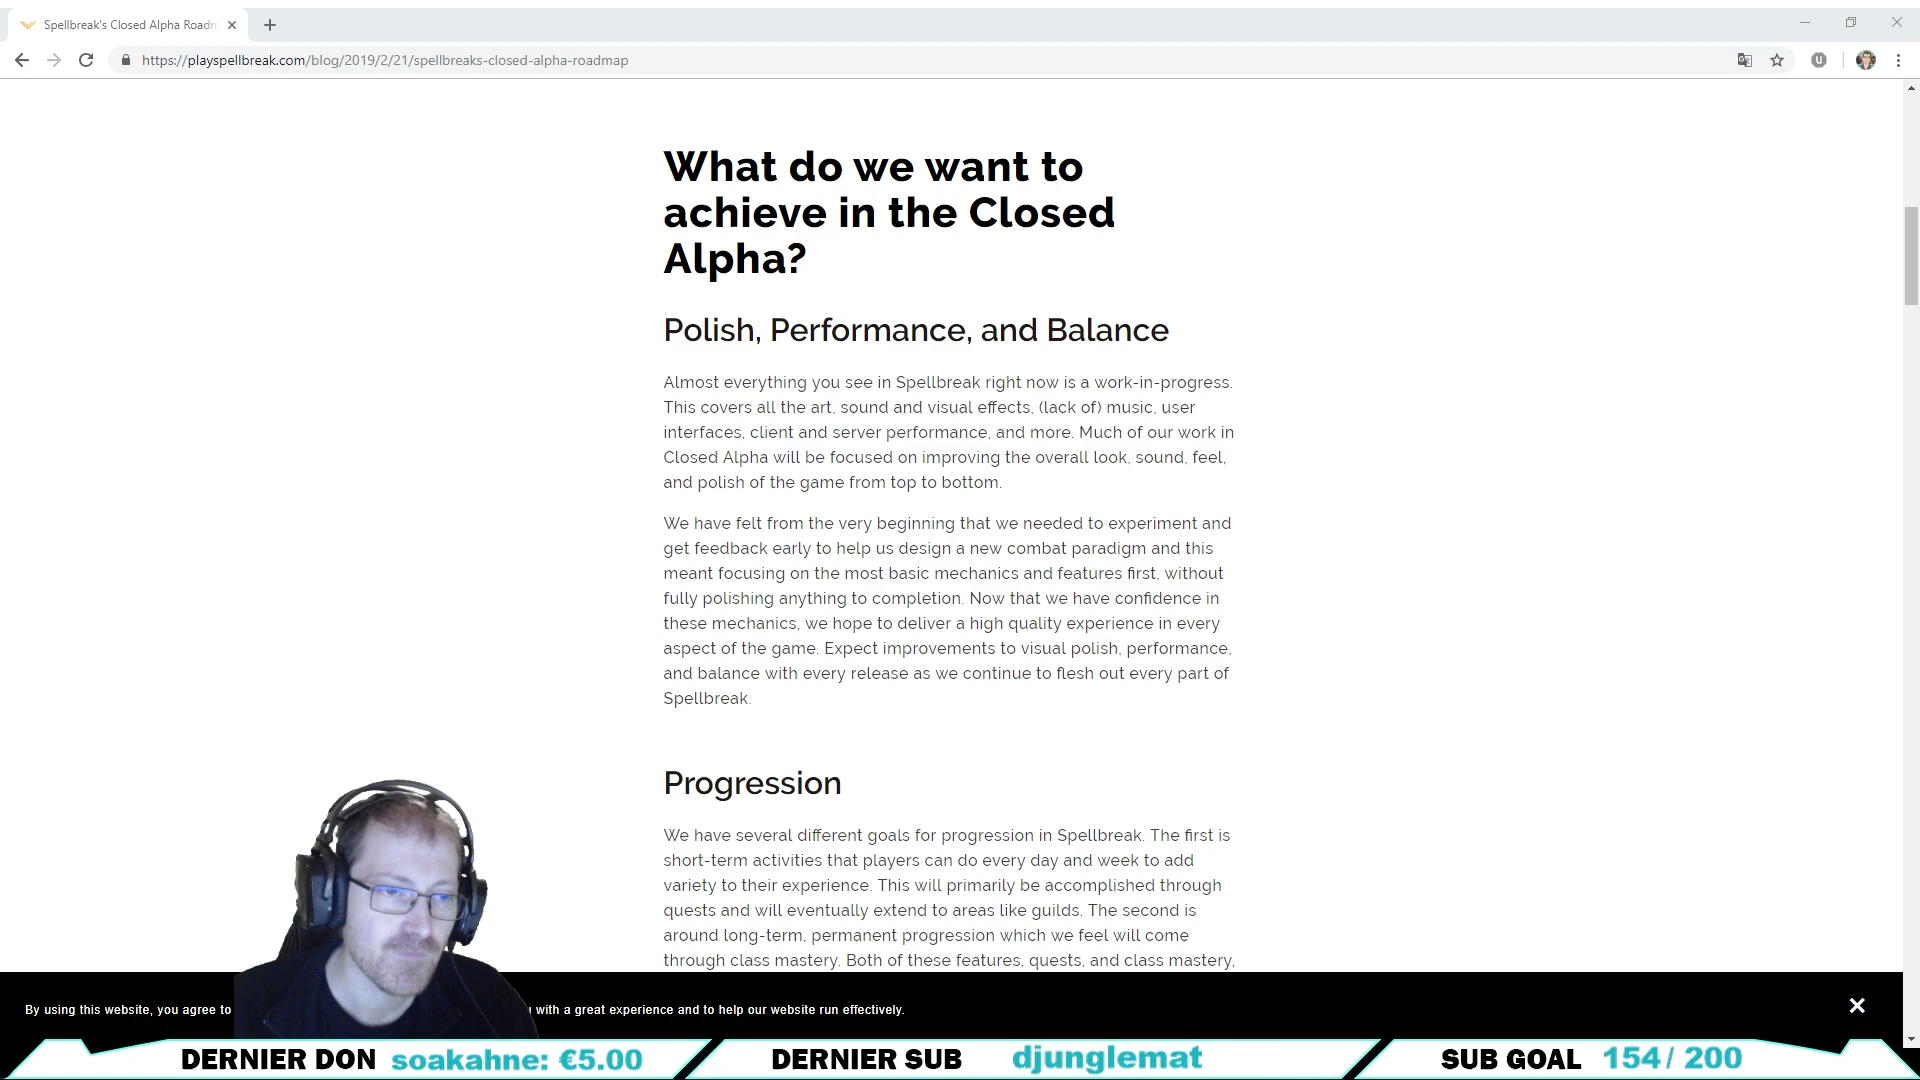 Spellbreak's Closed Alpha Roadm
https://playspellbreak.com/blog/2019/2/21/spellbreaks-closed-alpha-roadmap
What do we want to
achieve in the Closed
Alpha?
Polish, Performance, and Balance
Almost everything you see in Spellbreak right now is a work-in-progress.
This covers all the art, sound and visual effects, (lack of) music, user
interfaces, client and server performance, and more. Much of our work in
Closed Alpha will be focused on improving the overall look, sound, feel,
and polish of the game from top to bottom.
We have felt from the very beginning that we needed to experiment and
get feedback early to help us design a new combat paradigm and this
meant focusing on the most basic mechanics and features first, without
fully polishing anything to completion. Now that we have confidence in
these mechanics, we hope to deliver a high quality experience in every
aspect of the game. Expect improvements to visual polish, performance,
and balance with every release as we continue to flesh out every part of
Spellbreak.
Progression
We have several different goals for progression in Spellbreak. The first is
short-term activities that players can do every day and week to add
variety to their experience. This will primarily be accomplished through
quests and will eventually extend to areas like guilds. The second is
around long-term, permanent progression which we feel will come
through class mastery. Both of these features, quests, and class mastery,
By using this website, you agree to with a great experience and to help our website run effectively.
DERNIER DON soakahne: €5.00 DERNIER SUB djunglemat SUB GOAL 154 / 200